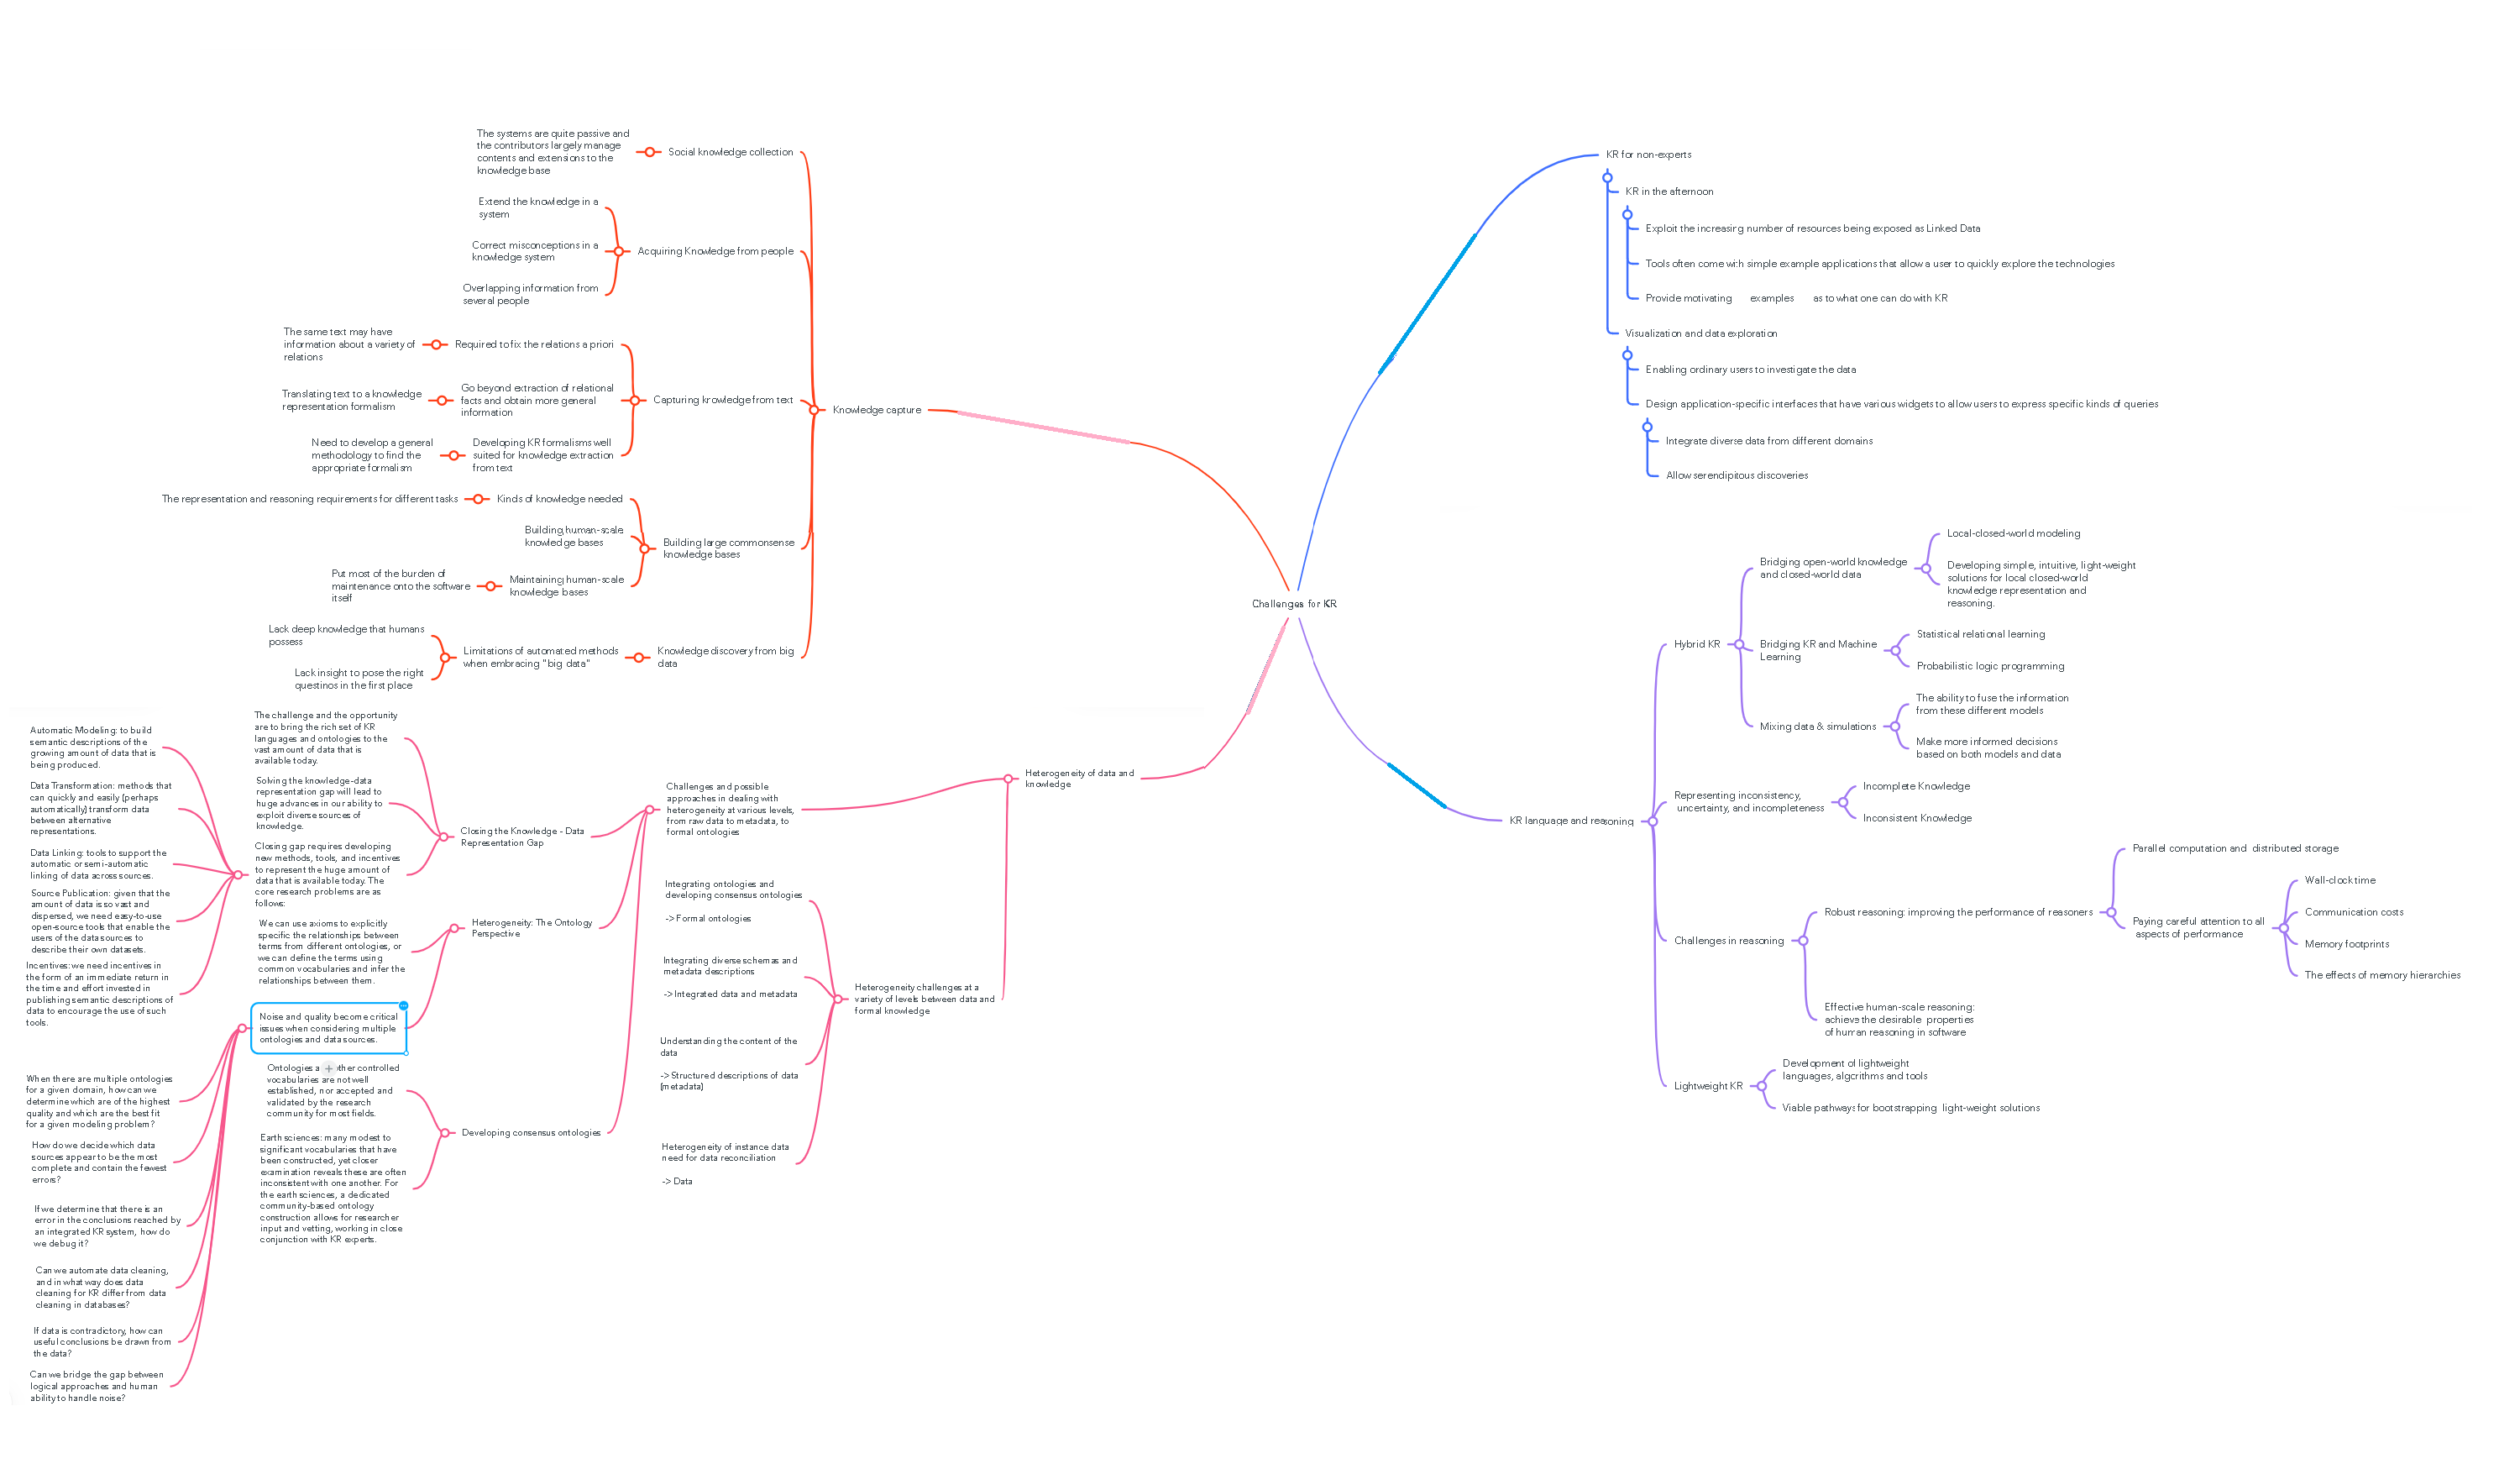 Challenges for KR
Knowledge capture
Social knowledge collection
The systems are quite passive and
the contributors largely manage
contents and extensions to the
knowledge base
Acquiring Knowledge from people
Extend the knowledge in a
system
Correct misconceptions in a
knowledge system
Overlapping information from
several people
Capturing knowledge from text
Required to fix the relations a priori
The same text may have
information about a variety of
relations
Go beyond extraction of relational
facts and obtain more general
information
Translating text to a knowledge
representation formalism
Developing KR formalisms well
suited for knowledge extraction
from text
Need to develop a general
methodology to find the
appropriate formalism
Building large commonsense
knowledge bases
Kinds of knowledge needed
The representation and reasoning requirements for different tasks
Building human-scale
knowledge bases
Maintaining human-scale
knowledge bases
Put most of the burden of
maintenance onto the software
itself
Knowledge discovery from big
data
Limitations of automated methods
when embracing "big data"
Lack deep knowledge that humans
possess
Lack insight to pose the right
questinos in the first place
Heterogeneity of data and
knowledge
Challenges and possible
approaches in dealing with
heterogeneity at various levels,
from raw data to metadata, to
formal ontologies
Closing the Knowledge - Data
Representation Gap
The challenge and the opportunity
are to bring the rich set of KR
languages and ontologies to the
vast amount of data that is
available today.
Solving the knowledge-data
representation gap will lead to
huge advances in our ability to
exploit diverse sources of
knowledge.
Closing gap requires developing
new methods, tools, and incentives
to represent the huge amount of
data that is available today. The
core research problems are as
follows:
Automatic Modeling: to build
semantic descriptions of the
growing amount of data that is
being produced.
Data Transformation: methods that
can quickly and easily (perhaps
automatically) transform data
between alternative
representations.
Data Linking: tools to support the
automatic or semi-automatic
linking of data across sources.
Source Publication: given that the
amount of data is so vast and
dispersed, we need easy-to-use
open-source tools that enable the
users of the data sources to
describe their own datasets.
Incentives: we need incentives in
the form of an immediate return in
the time and effort invested in
publishing semantic descriptions of
data to encourage the use of such
tools.
Heterogeneity: The Ontology
Perspective
We can use axioms to explicitly
specific the relationships between
terms from different ontologies, or
we can define the terms using
common vocabularies and infer the
relationships between them.
Noise and quality become critical
issues when considering multiple
ontologies and data sources.
When there are multiple ontologies
for a given domain, how can we
determine which are of the highest
quality and which are the best fit
for a given modeling problem?
How do we decide which data
sources appear to be the most
complete and contain the fewest
errors?
If we determine that there is an
error in the conclusions reached by
an integrated KR system, how do
we debug it?
Can we automate data cleaning,
and in what way does data
cleaning for KR differ from data
cleaning in databases?
If data is contradictory, how can
useful conclusions be drawn from
the data?
Can we bridge the gap between
logical approaches and human
ability to handle noise?
Developing consensus ontologies
Ontologies a + ther controlled
vocabularies are not well
established, nor accepted and
validated by the research
community for most fields.
Earth sciences: many modest to
significant vocabularies that have
been constructed, yet closer
examination reveals these are often
inconsistent with one another. For
the earth sciences, a dedicated
community-based ontology
construction allows for researcher
input and vetting, working in close
conjunction with KR experts.
Heterogeneity challenges at a
variety of levels between data and
formal knowledge
Integrating ontologies and
developing consensus ontologies
-> Formal ontologies
Integrating diverse schemas and
metadata descriptions
-> Integrated data and metadata
Understanding the content of the
data
-> Structured descriptions of data
(metadata)
Heterogeneity of instance data
need for data reconciliation
-> Data
KR for non-experts
KR in the afternoon
Exploit the increasing number of resources being exposed as Linked Data
Tools often come with simple example applications that allow a user to quickly explore the technologies
Provide motivating examples as to what one can do with KR
Visualization and data exploration
Enabling ordinary users to investigate the data
Design application-specific interfaces that have various widgets to allow users to express specific kinds of queries
Integrate diverse data from different domains
Allow serendipitous discoveries
KR language and reasoning
Hybrid KR
Bridging open-world knowledge
and closed-world data
Local-closed-world modeling
Developing simple, intuitive, light-weight
solutions for local closed-world
knowledge representation and
reasoning.
Bridging KR and Machine
Learning
Statistical relational learning
Probabilistic logic programming
Mixing data & simulations
The ability to fuse the information
from these different models
Make more informed decisions
based on both models and data
Representing inconsistency,
uncertainty, and incompleteness
Incomplete Knowledge
Inconsistent Knowledge
Challenges in reasoning
Robust reasoning: improving the performance of reasoners
Parallel computation and distributed storage
Paying careful attention to all
aspects of performance
Wall-clock time
Communication costs
Memory footprints
The effects of memory hierarchies
Effective human-scale reasoning:
achieve the desirable properties
of human reasoning in software
Lightweight KR
Development of lightweight
languages, algorithms and tools
Viable pathways for bootstrapping light-weight solutions